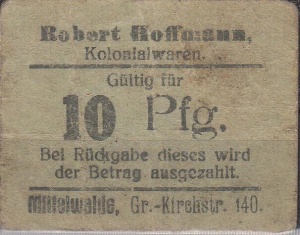 Robert Hoffmann,
Kolonialwaren.
Gültig für
10 Pfg.
Bei Rückgabe dieses wird
der Betrag ausgezahlt.
Mittelwalde, Gr.-Kirchstr. 140.